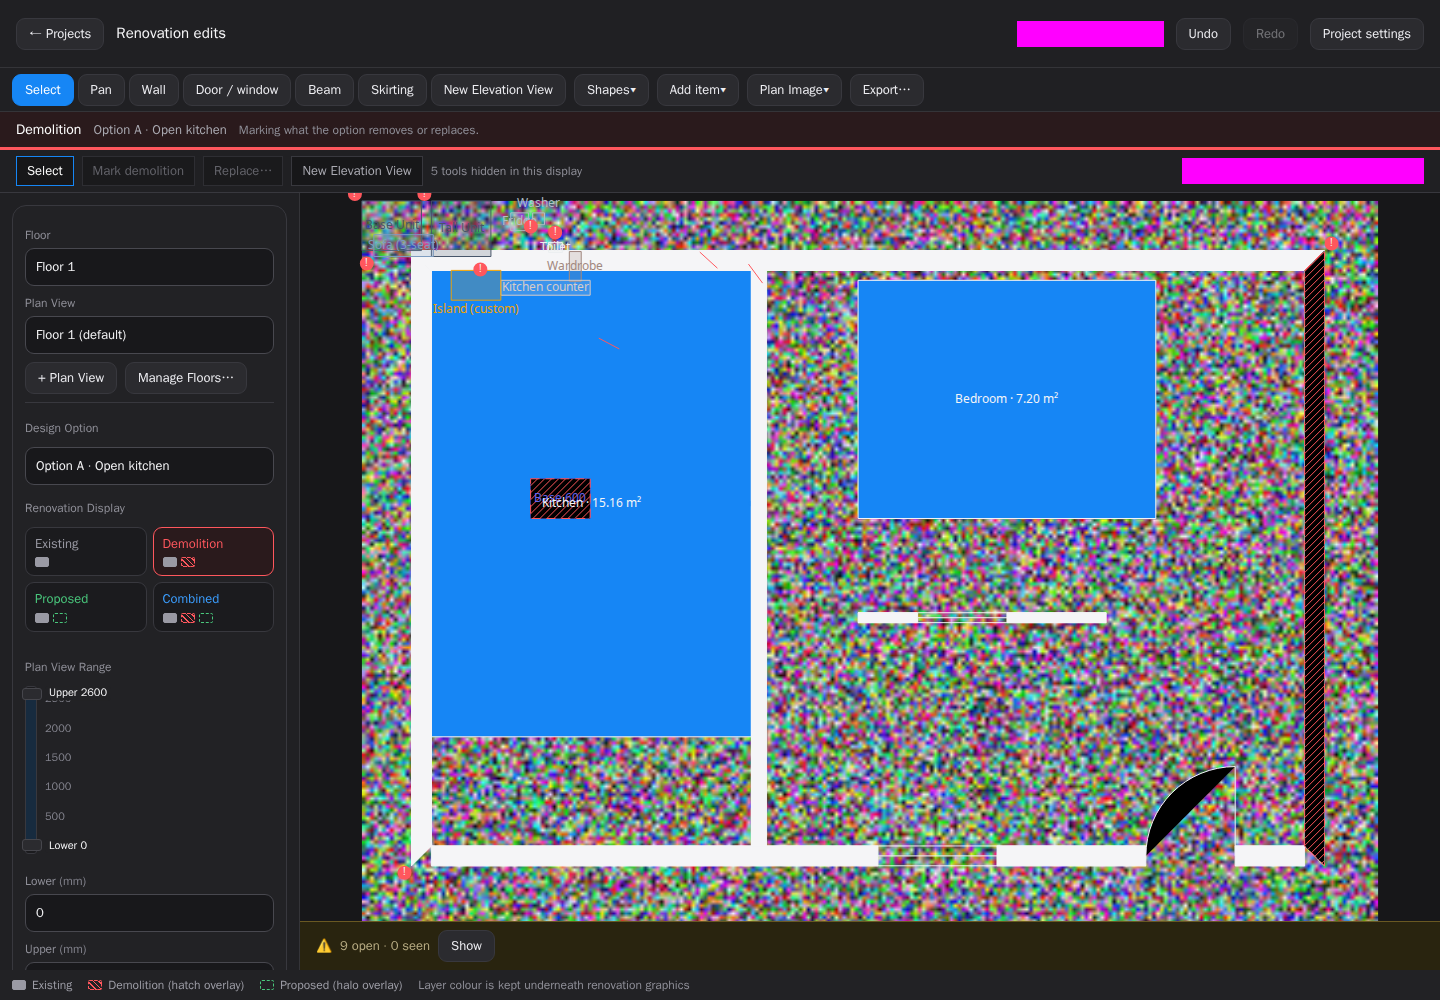 ← Projects
Renovation edits
Undo
Redo
Project settings
Select
Pan
Wall
Door / window
Beam
Skirting
New Elevation View
Shapes▾
Add item▾
Plan Image▾
Export⋯
Demolition
Option A · Open kitchen
Marking what the option removes or replaces.
Select
Mark demolition
Replace⋯
New Elevation View
5 tools hidden in this display
Floor
Floor 1
Plan View
Floor 1 (default)
+ Plan View
Manage Floors⋯
Design Option
Option A · Open kitchen
Renovation Display
Existing
Demolition
Proposed
Combined
Plan View Range
Upper 2600
2000
1500
1000
500
Lower 0
Lower (mm)
0
Upper (mm)
Washer
Base Unit
Toilet
Wardrobe
Kitchen counter
Island (custom)
Base 600
Kitchen · 15.16 m²
Bedroom · 7.20 m²
⚠️ 9 open · 0 seen
Show
Existing
Demolition (hatch overlay)
Proposed (halo overlay)
Layer colour is kept underneath renovation graphics